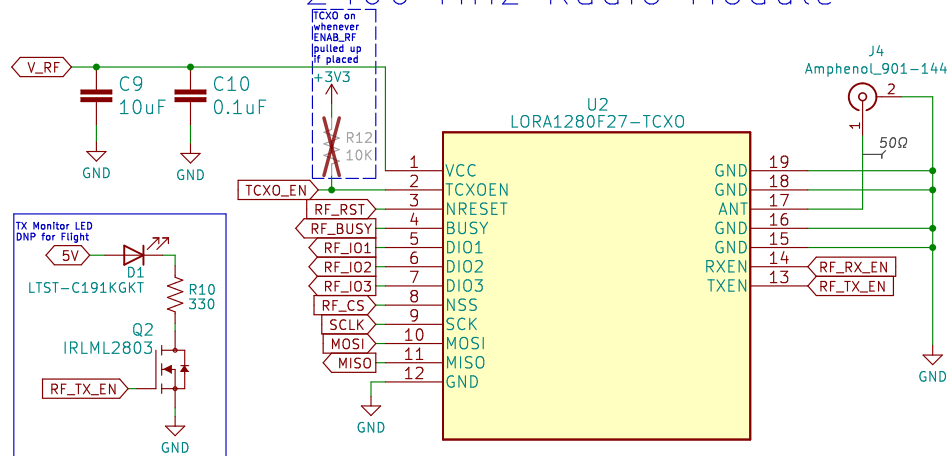 2400 MHz Radio Module
TCXO on
whenever
ENAB_RF
pulled up
if placed
+3V3
R12
10K
V_RF
C9
10uF
C10
0.1uF
GND
GND
J4
Amphenol_901-144
2
1
50Ω
U2
LORA1280F27-TCXO
1 VCC
TCXO_EN 2 TCXOEN
RF_RST 3 NRESET
RF_BUSY 4 BUSY
RF_IO1 5 DIO1
RF_IO2 6 DIO2
RF_IO3 7 DIO3
RF_CS 8 NSS
SCLK 9 SCK
MOSI 10 MOSI
MISO 11 MISO
12 GND
GND
GND 19
GND 18
ANT 17
GND 16
GND 15
RXEN 14 RF_RX_EN
TXEN 13 RF_TX_EN
GND
TX Monitor LED
DNP for Flight
5V
D1
LTST-C191KGKT
R10
330
Q2
IRLML2803
RF_TX_EN
GND